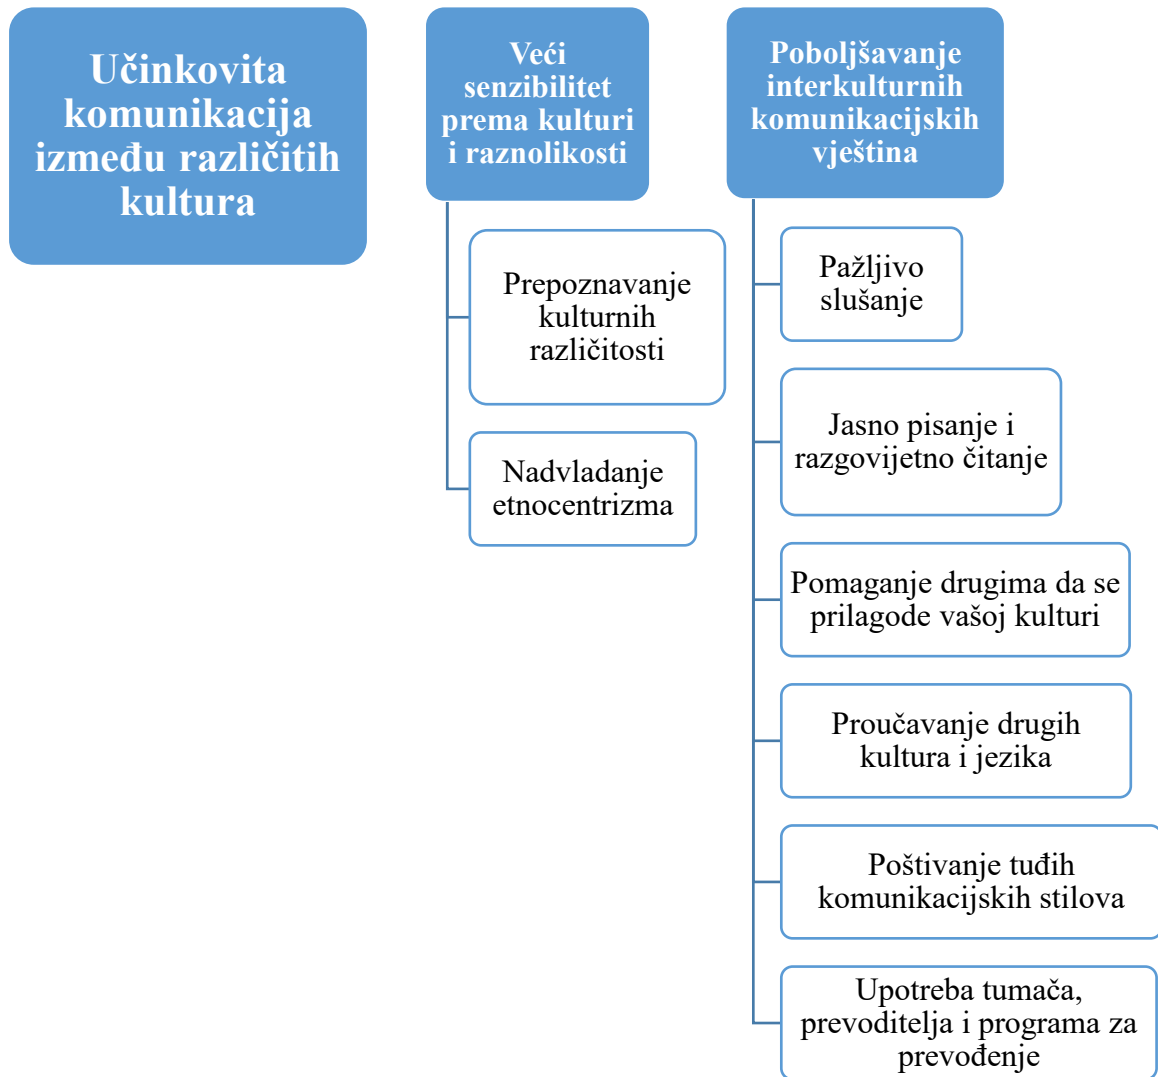 Učinkovita
komunikacija
između različitih
kultura
Veći
senzibilitet
prema kulturi
i raznolikosti
Prepoznavanje
kulturnih
različitosti
Nadvladanje
etnocentrizma
Poboljšavanje
interkulturnih
komunikacijskih
vještina
Pažljivo
slušanje
Jasno pisanje i
razgovijetno čitanje
Pomaganje drugima da se
prilagode vašoj kulturi
Proučavanje drugih
kultura i jezika
Poštivanje tuđih
komunikacijskih stilova
Upotreba tumača,
prevoditelja i programa za
prevođenje